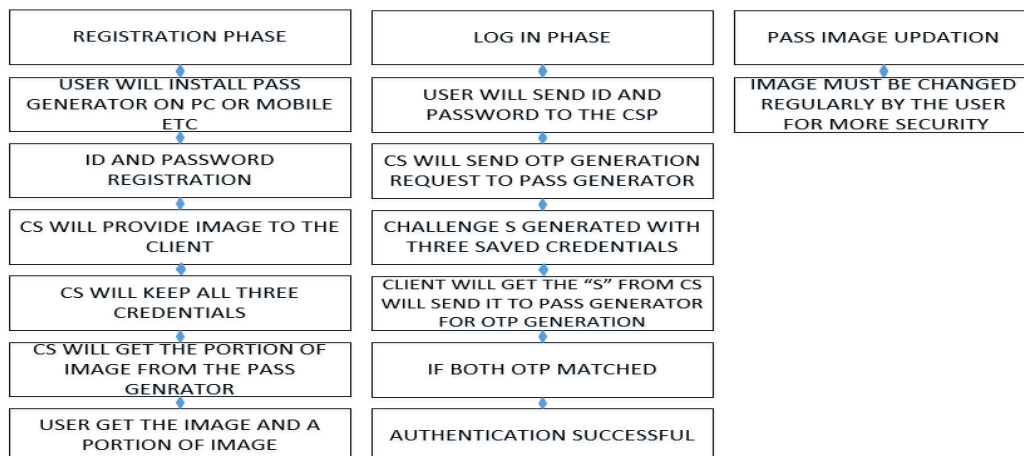 REGISTRATION PHASE
USER WILL INSTALL PASS
GENERATOR ON PC OR MOBILE
ETC
ID AND PASSWORD
REGISTRATION
CS WILL PROVIDE IMAGE TO THE
CLIENT
CS WILL KEEP ALL THREE
CREDENTIALS
CS WILL GET THE PORTION OF
IMAGE FROM THE PASS
GENRATOR
USER GET THE IMAGE AND A
PORTION OF IMAGE
LOG IN PHASE
USER WILL SEND ID AND
PASSWORD TO THE CSP
CS WILL SEND OTP GENERATION
REQUEST TO PASS GENERATOR
CHALLENGE S GENERATED WITH
THREE SAVED CREDENTIALS
CLIENT WILL GET THE “S” FROM CS
WILL SEND IT TO PASS GENERATOR
FOR OTP GENERATION
IF BOTH OTP MATCHED
AUTHENTICATION SUCCESSFUL
PASS IMAGE UPDATION
IMAGE MUST BE CHANGED
REGULARLY BY THE USER
FOR MORE SECURITY